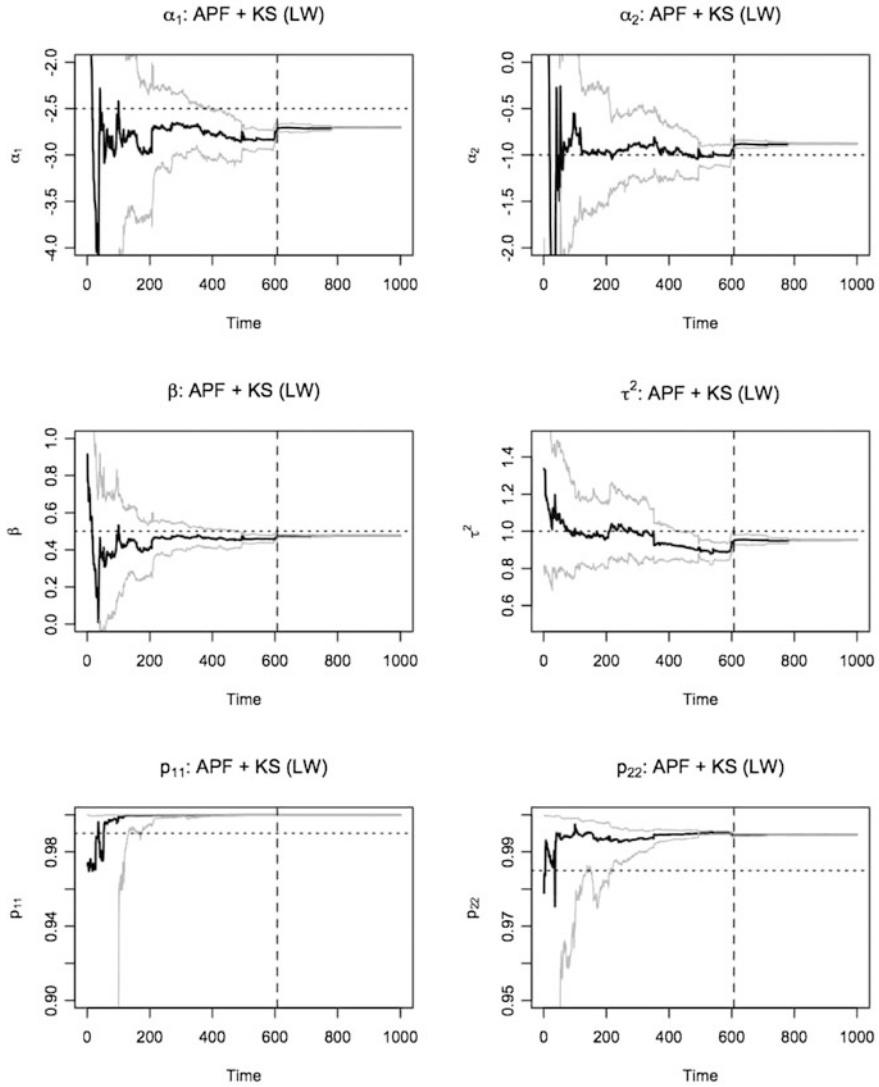 α₁: APF + KS (LW)
α₁
-2.0
-2.5
-3.0
-3.5
-4.0
0 200 400 600 800 1000
Time
α₂: APF + KS (LW)
α₂
0.0
-0.5
-1.0
-1.5
-2.0
0 200 400 600 800 1000
Time
β: APF + KS (LW)
β
1.0
0.8
0.6
0.4
0.2
0.0
0 200 400 600 800 1000
Time
τ²: APF + KS (LW)
τ²
1.4
1.2
1.0
0.8
0.6
0 200 400 600 800 1000
Time
p₁₁: APF + KS (LW)
p₁₁
0.98
0.94
0.90
0 200 400 600 800 1000
Time
p₂₂: APF + KS (LW)
p₂₂
0.99
0.97
0.95
0 200 400 600 800 1000
Time